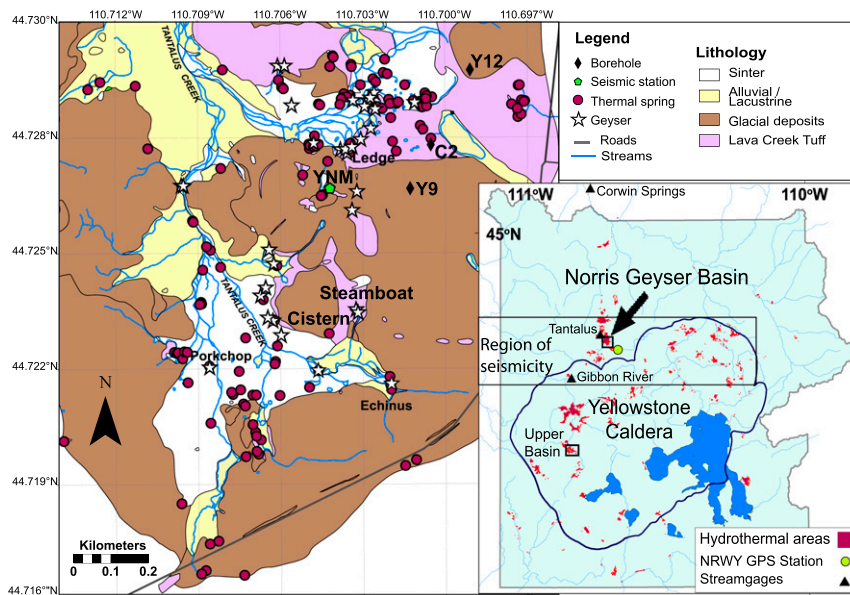 110.712°W
110.709°W
110.706°W
110.703°W
110.700°W
110.697°W
44.730°N
44.728°N
44.725°N
44.722°N
44.719°N
44.716°N
TANTALUS CREEK
Y12
Ledge
C2
YNM
Y9
TANTALUS CREEK
Steamboat
Cistern
Porkchop
Echinus
N
Kilometers
0 0.1 0.2
Legend
Borehole
Seismic station
Thermal spring
Geyser
Roads
Streams
Lithology
Sinter
Alluvial /
Lacustrine
Glacial deposits
Lava Creek Tuff
111°W
Corwin Springs
110°W
45°N
Norris Geyser Basin
Tantalus
Region of
seismicity
Gibbon River
Yellowstone
Caldera
Upper
Basin
Hydrothermal areas
NRWY GPS Station
Streamgages